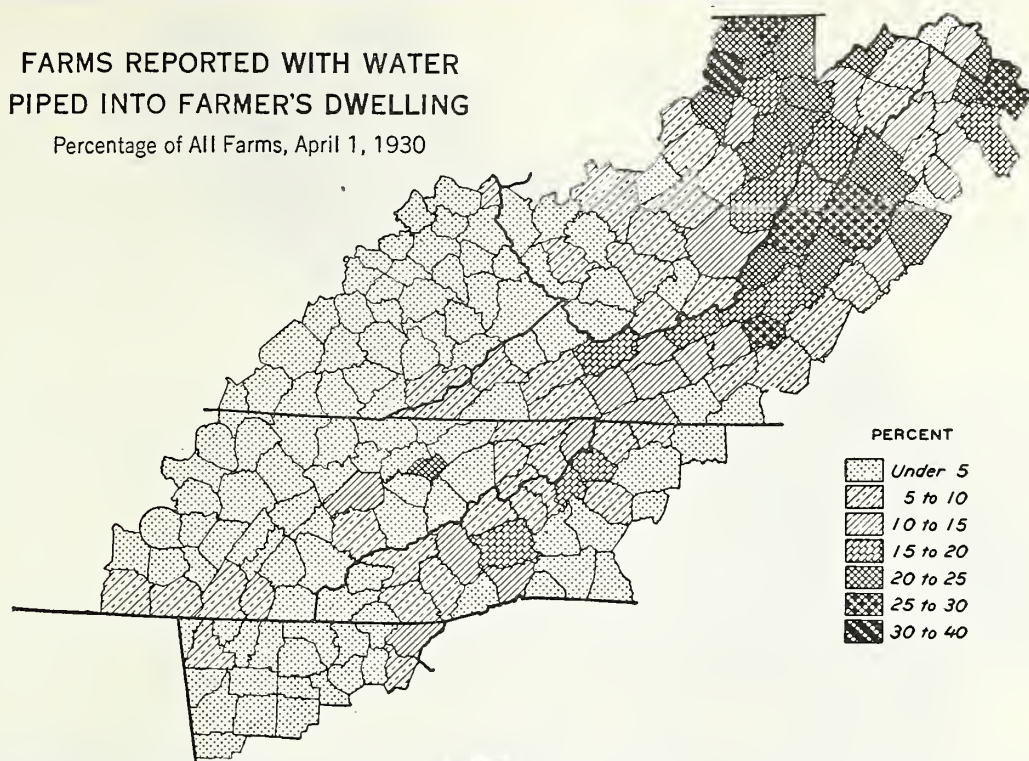 FARMS REPORTED WITH WATER
PIPED INTO FARMER'S DWELLING
Percentage of All Farms, April 1, 1930
PERCENT
Under 5
5 to 10
10 to 15
15 to 20
20 to 25
25 to 30
30 to 40